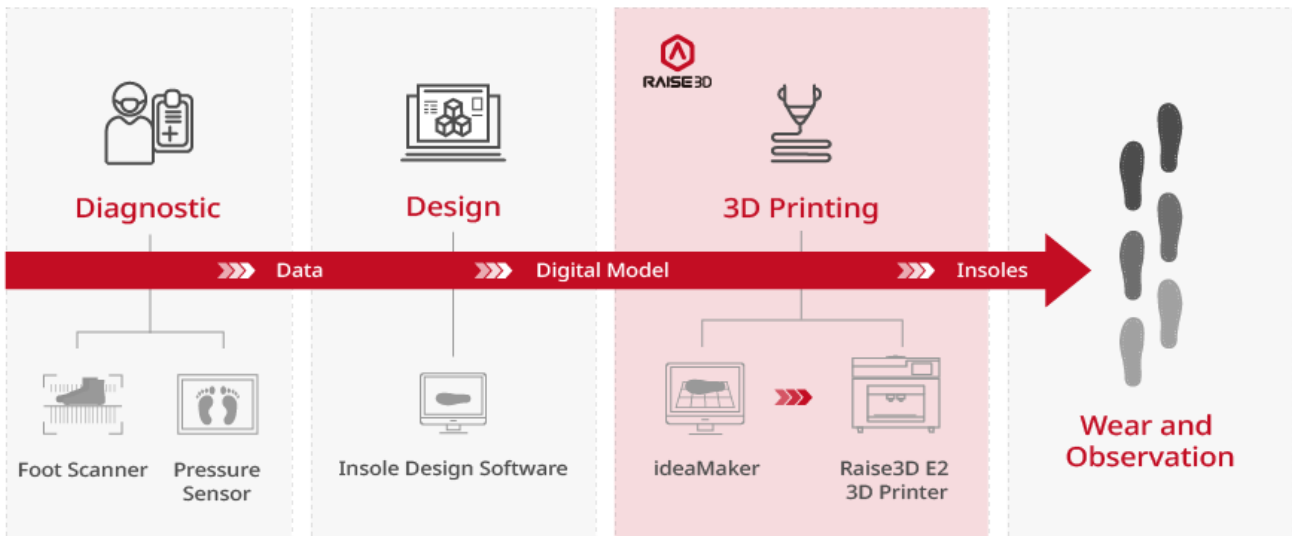 RAISE3D
Diagnostic
Design
3D Printing
Data
Digital Model
Insoles
Foot Scanner
Pressure
Sensor
Insole Design Software
ideaMaker
Raise3D E2
3D Printer
Wear and
Observation